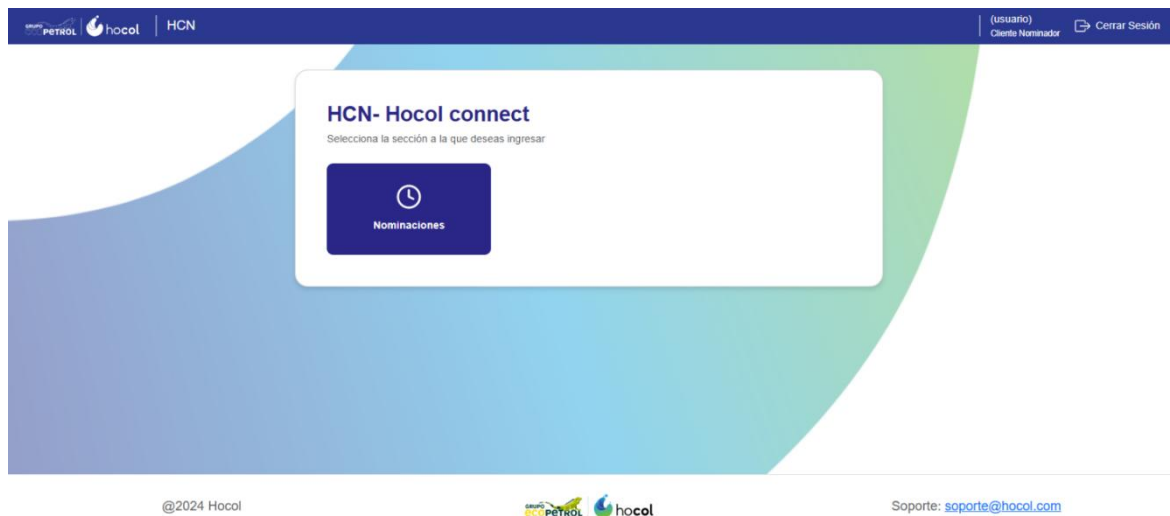 GRUPO
ecopetrol
hocol
HCN
(usuario)
Cliente Nominador
Cerrar Sesión
HCN- Hocol connect
Selecciona la sección a la que deseas ingresar
Nominaciones
@2024 Hocol
GRUPO
ecopetrol
hocol
Soporte: soporte@hocol.com